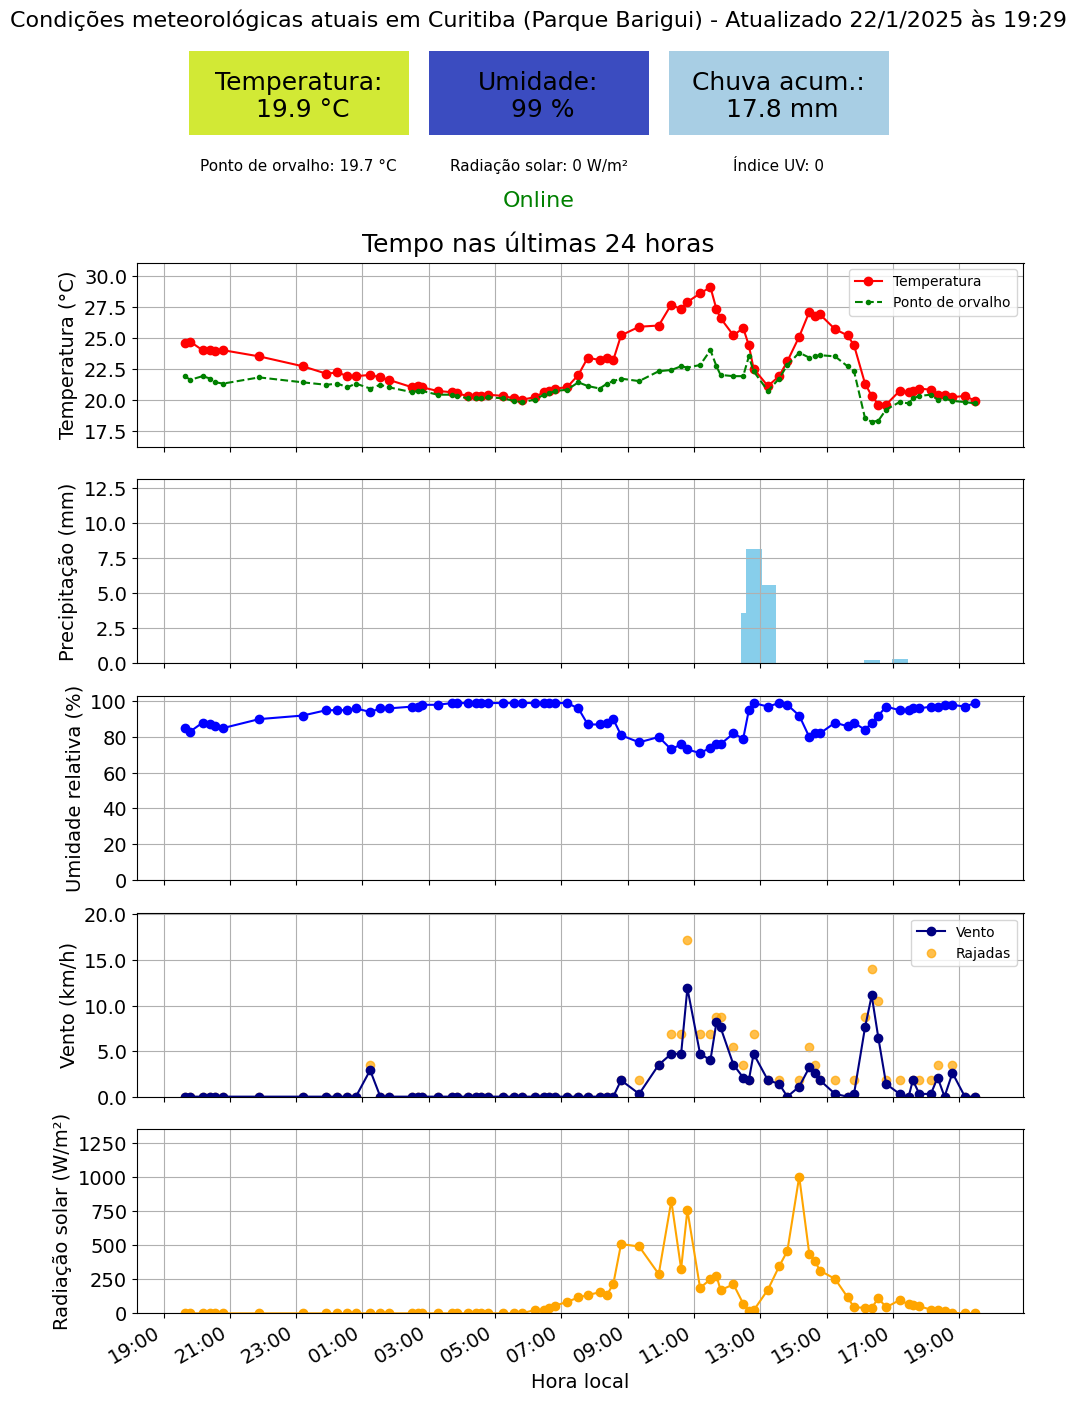 Condições meteorológicas atuais em Curitiba (Parque Barigui) - Atualizado 22/1/2025 às 19:29
Temperatura:
19.9 °C
Umidade:
99 %
Chuva acum.:
17.8 mm
Ponto de orvalho: 19.7 °C
Radiação solar: 0 W/m²
Índice UV: 0
Online
Tempo nas últimas 24 horas
Temperatura (°C)
30.0
27.5
25.0
22.5
20.0
17.5
Temperatura
Ponto de orvalho
Precipitação (mm)
12.5
10.0
7.5
5.0
2.5
0.0
Umidade relativa (%)
100
80
60
40
20
0
Vento (km/h)
20.0
15.0
10.0
5.0
0.0
Vento
Rajadas
Radiação solar (W/m²)
1250
1000
750
500
250
0
19:00
21:00
23:00
01:00
03:00
05:00
07:00
09:00
11:00
13:00
15:00
17:00
19:00
Hora local